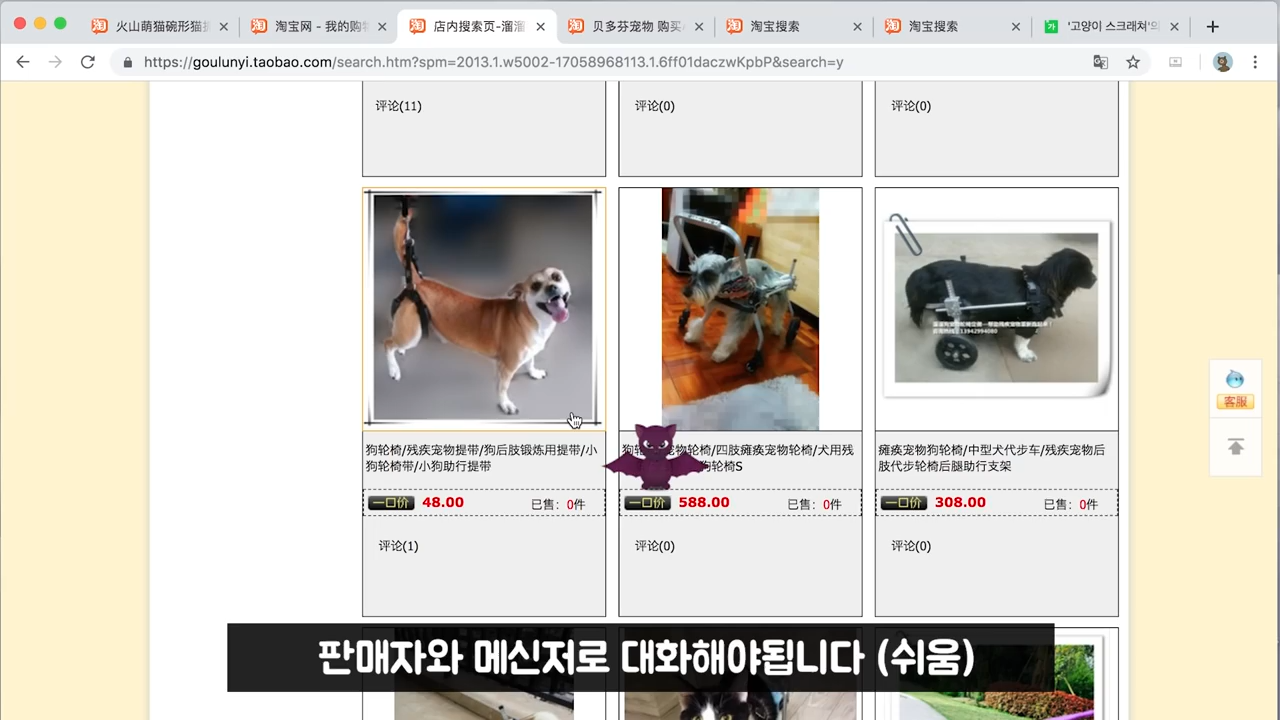 火山萌猫碗形猫抓
淘宝网 - 我的购物
店内搜索页-溜溜
贝多芬宠物 购买
淘宝搜索
淘宝搜索
'고양이 스크래쳐'의
https://goulunyi.taobao.com/search.htm?spm=2013.1.w5002-17058968113.1.6ff01daczwKpbP&search=y
评论(11)
评论(0)
评论(0)
狗轮椅/残疾宠物提带/狗后肢锻炼用提带/小
狗轮椅带/小狗助行提带
一口价 48.00 已售：0件
评论(1)
物轮椅/四肢瘫痪宠物轮椅/犬用残
狗轮椅S
一口价 588.00 已售：0件
评论(0)
瘫痪宠物狗轮椅/中型犬代步车/残疾宠物后
肢代步轮椅后腿助行支架
一口价 308.00 已售：0件
评论(0)
客服
판매자와 메신저로 대화해야됩니다 (쉬움)